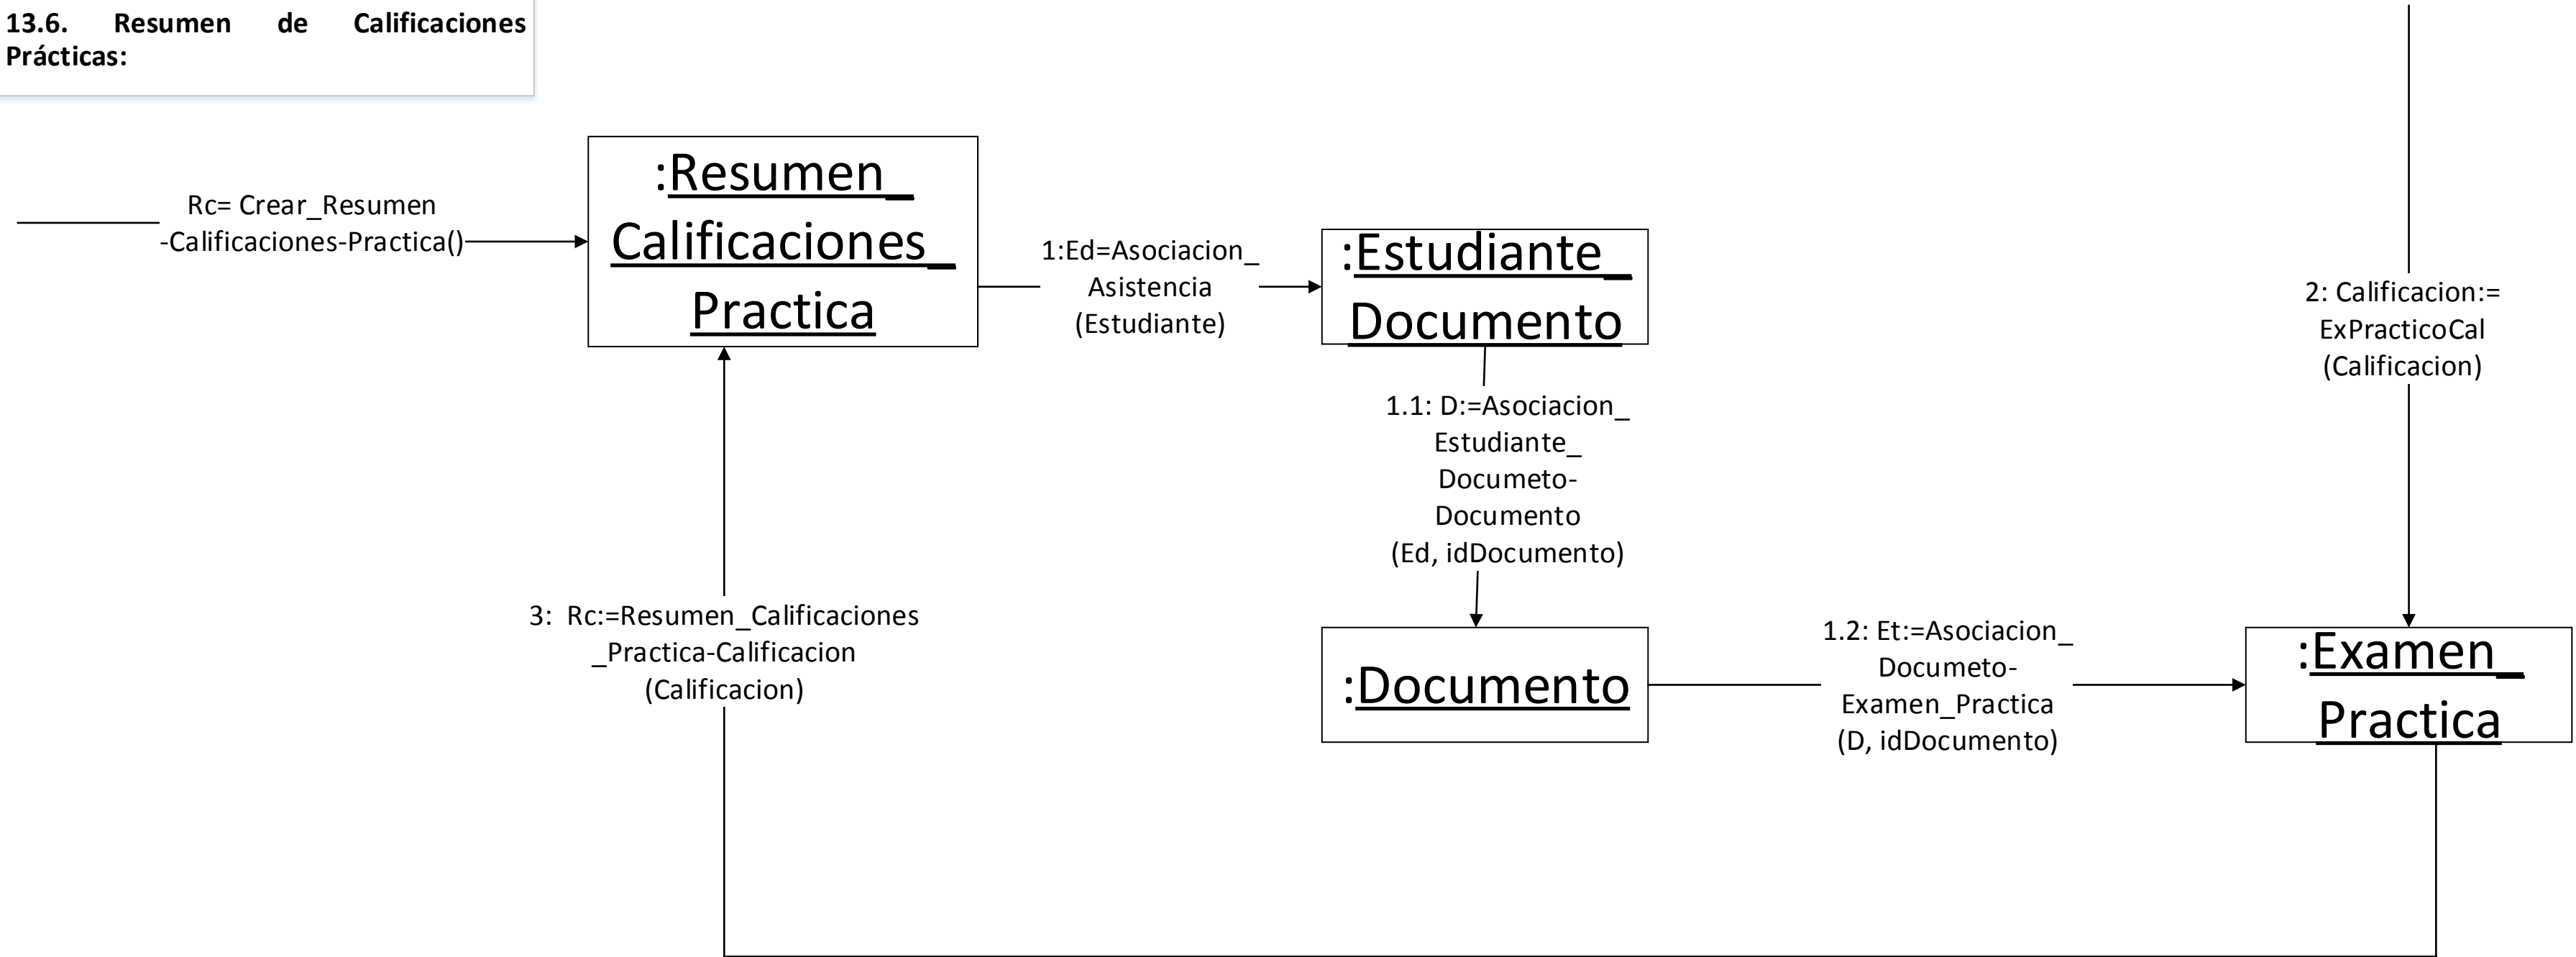 13.6. Resumen de Calificaciones
Prácticas:
Rc= Crear_Resumen
-Calificaciones-Practica()
:Resumen_
Calificaciones_
Practica
1:Ed=Asociacion_
Asistencia
(Estudiante)
:Estudiante_
Documento
2: Calificacion:=
ExPracticoCal
(Calificacion)
1.1: D:=Asociacion_
Estudiante_
Documeto-
Documento
(Ed, idDocumento)
3: Rc:=Resumen_Calificaciones
_Practica-Calificacion
(Calificacion)
:Documento
1.2: Et:=Asociacion_
Documeto-
Examen_Practica
(D, idDocumento)
:Examen_
Practica